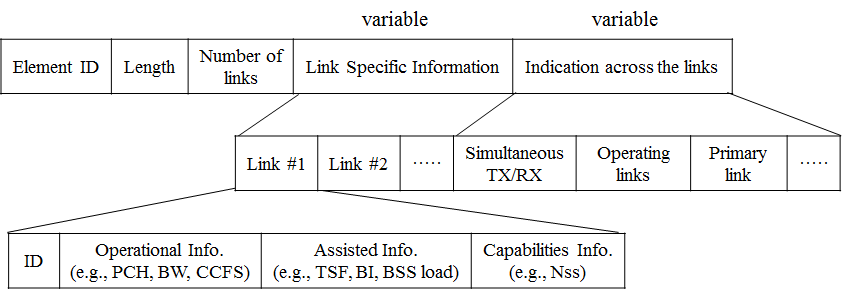 variable
variable
Element ID
Length
Number of
links
Link Specific Information
Indication across the links
Link #1
Link #2
·····
Simultaneous
TX/RX
Operating
links
Primary
link
·····
ID
Operational Info.
(e.g., PCH, BW, CCFS)
Assisted Info.
(e.g., TSF, BI, BSS load)
Capabilities Info.
(e.g., Nss)